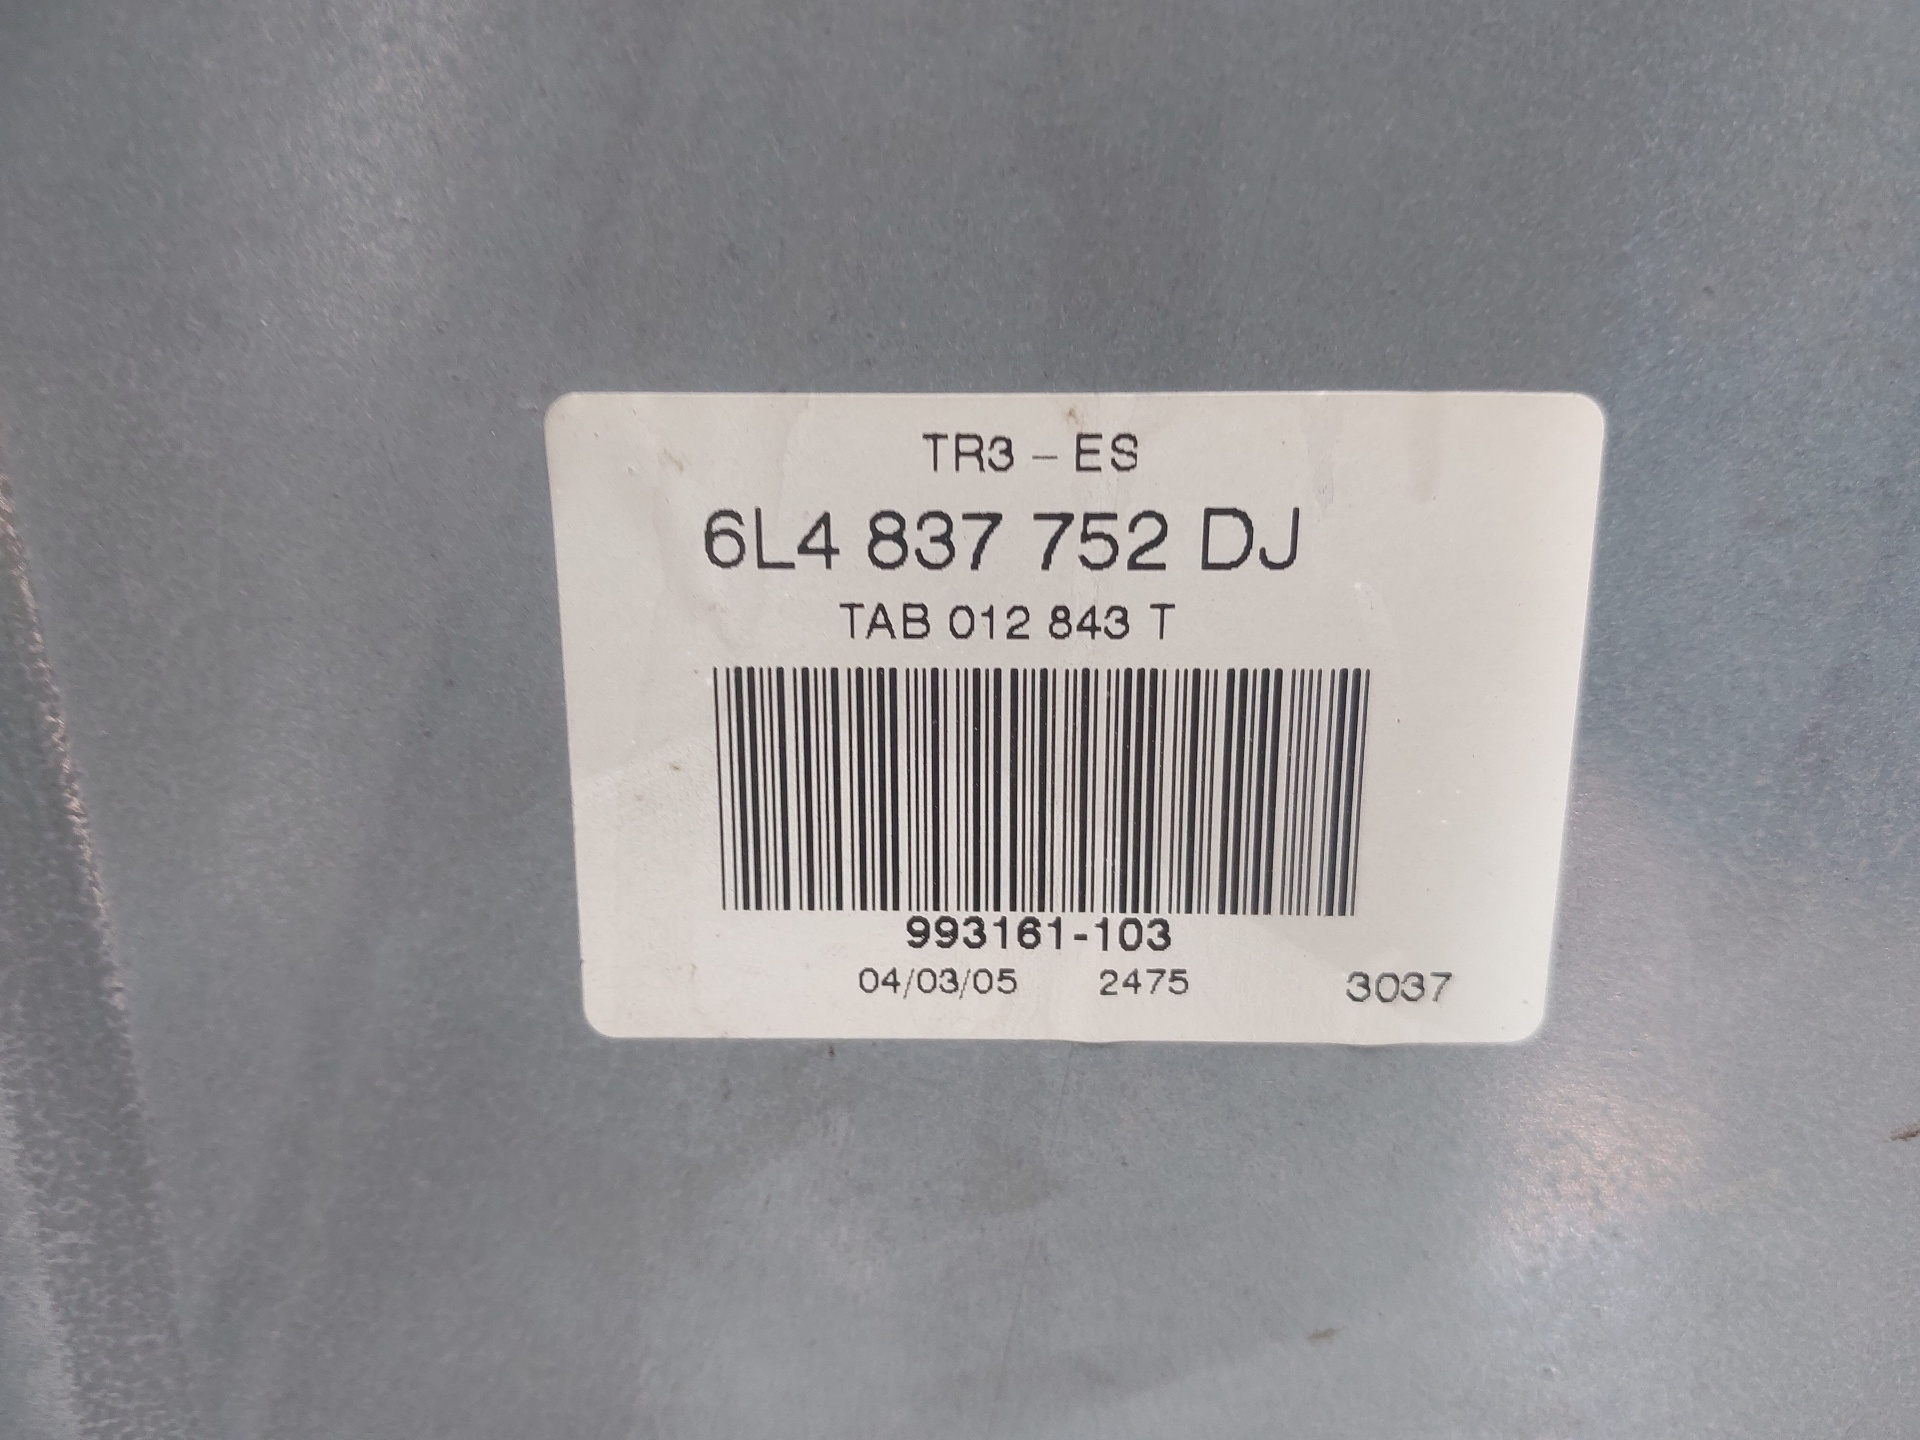 TR3 - ES
6L4 837 752 DJ
TAB 012 843 T
993161-103
04/03/05 2475 3037